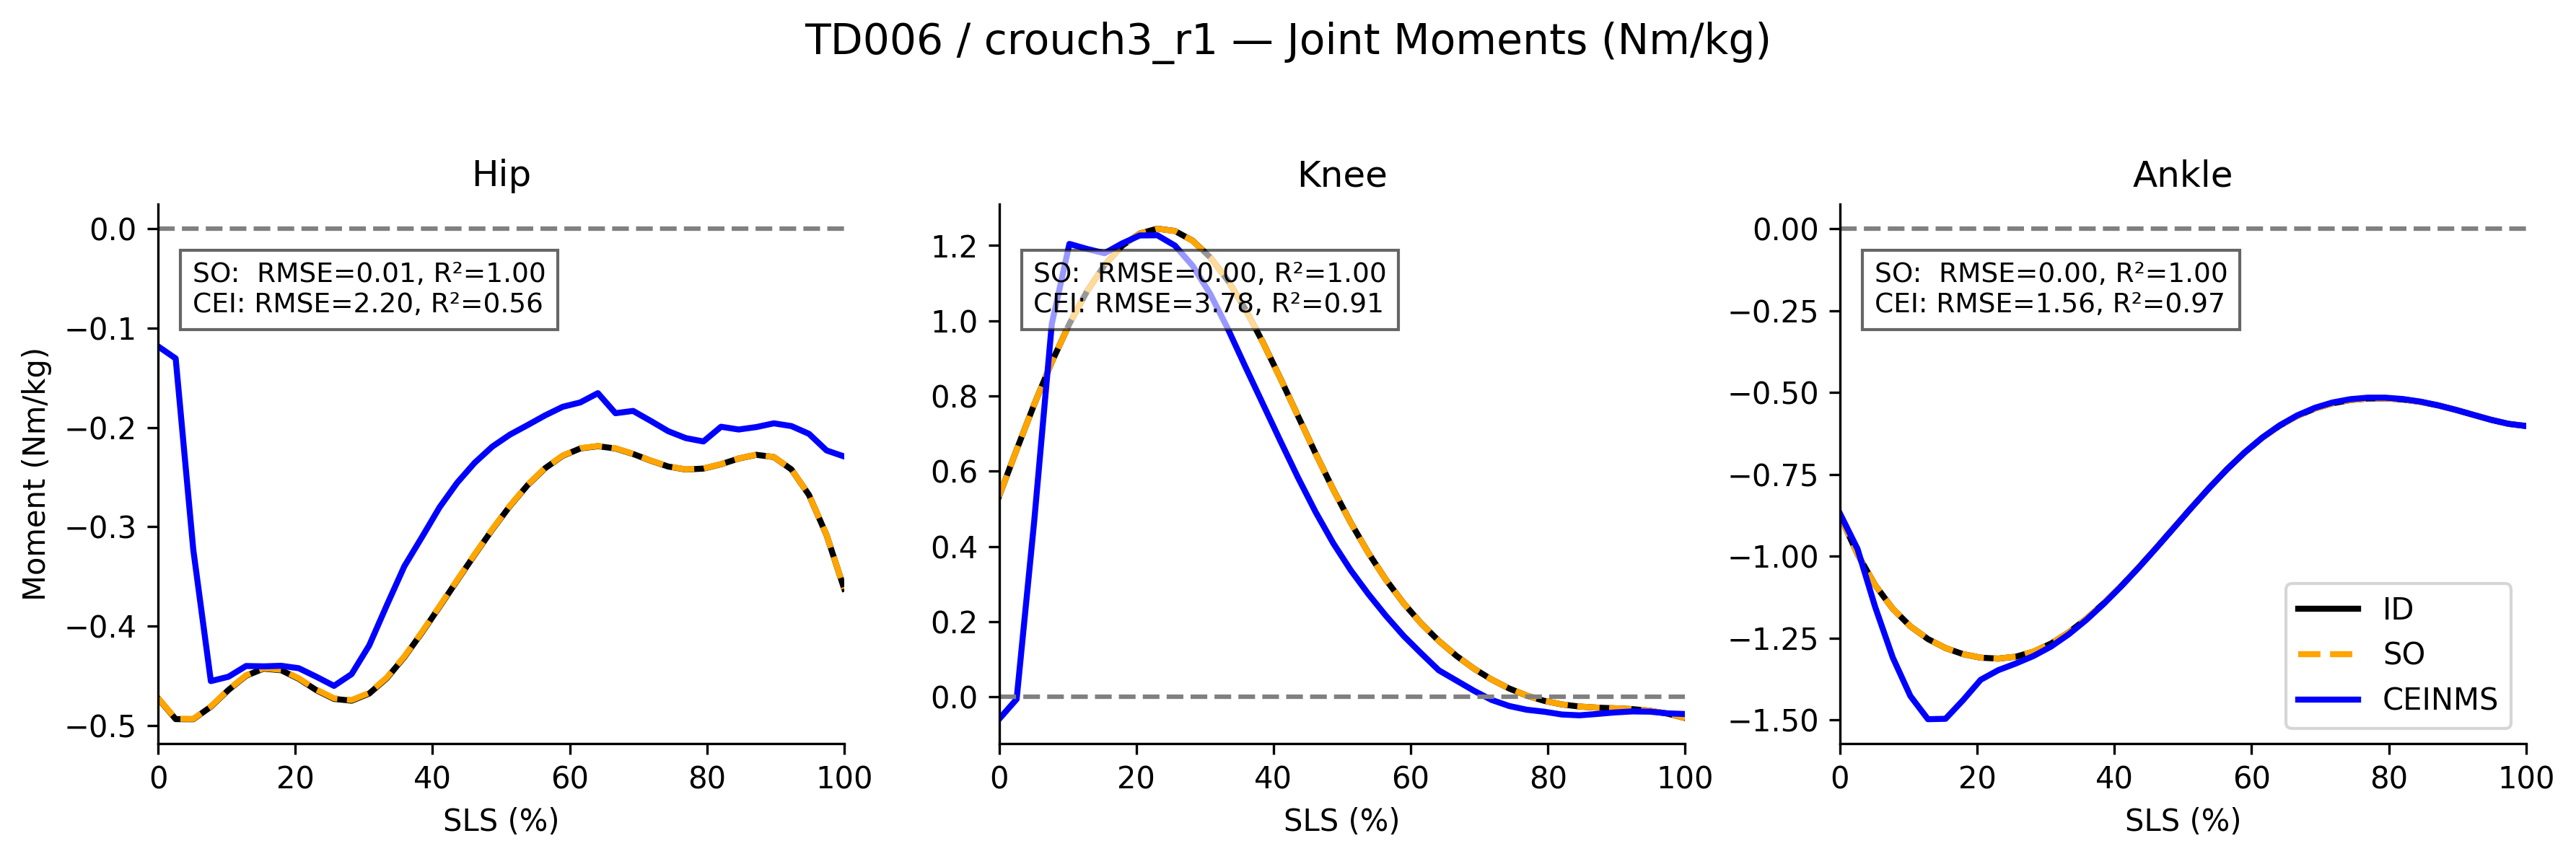 TD006 / crouch3_r1 — Joint Moments (Nm/kg)
Hip
Moment (Nm/kg)
0.0
−0.1
−0.2
−0.3
−0.4
−0.5
SO:  RMSE=0.01, R²=1.00
CEI: RMSE=2.20, R²=0.56
0 20 40 60 80 100
SLS (%)
Knee
1.2
1.0
0.8
0.6
0.4
0.2
0.0
SO:  RMSE=0.00, R²=1.00
CEI: RMSE=3.78, R²=0.91
0 20 40 60 80 100
SLS (%)
Ankle
0.00
−0.25
−0.50
−0.75
−1.00
−1.25
−1.50
SO:  RMSE=0.00, R²=1.00
CEI: RMSE=1.56, R²=0.97
ID
SO
CEINMS
0 20 40 60 80 100
SLS (%)